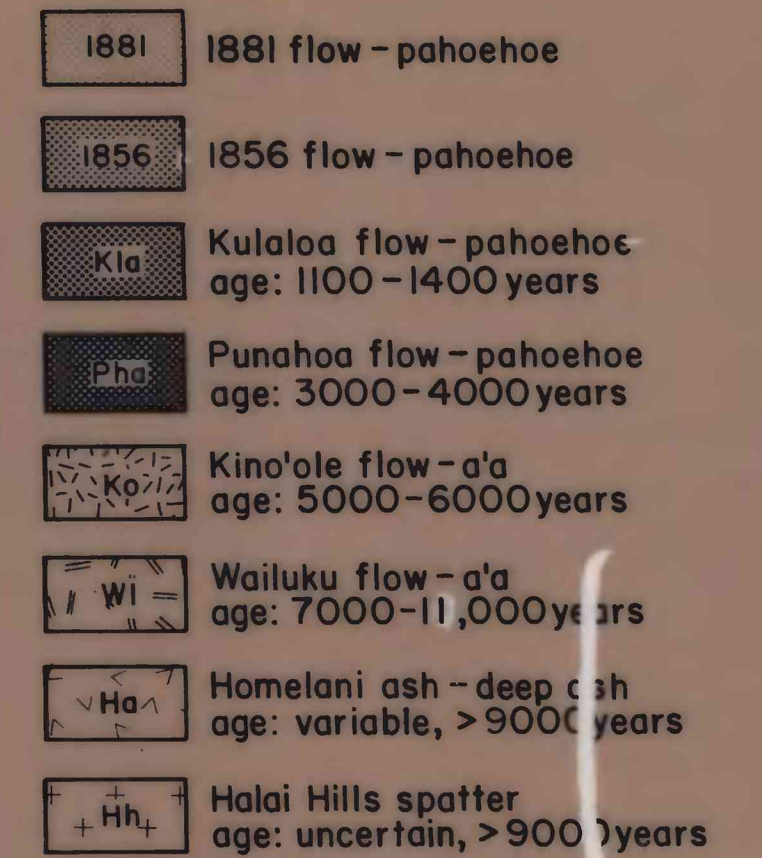 1881 1881 flow - pahoehoe
1856 1856 flow - pahoehoe
Kla Kulaloa flow - pahoehoe
age: 1100 - 1400 years
Pha Punahoa flow - pahoehoe
age: 3000 - 4000 years
Ko Kino'ole flow - a'a
age: 5000 - 6000 years
Wi Wailuku flow - a'a
age: 7000 - 11,000 years
Ha Homelani ash - deep ash
age: variable, > 9000 years
Hh Halai Hills spatter
age: uncertain, > 9000 years